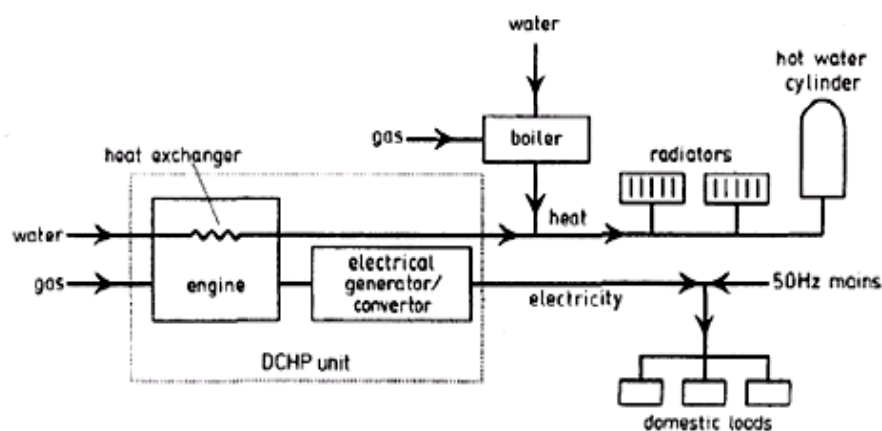 water
hot water
cylinder
gas
boiler
radiators
heat exchanger
water
heat
gas
engine
electrical
generator/
convertor
electricity
50Hz mains
DCHP unit
domestic loads